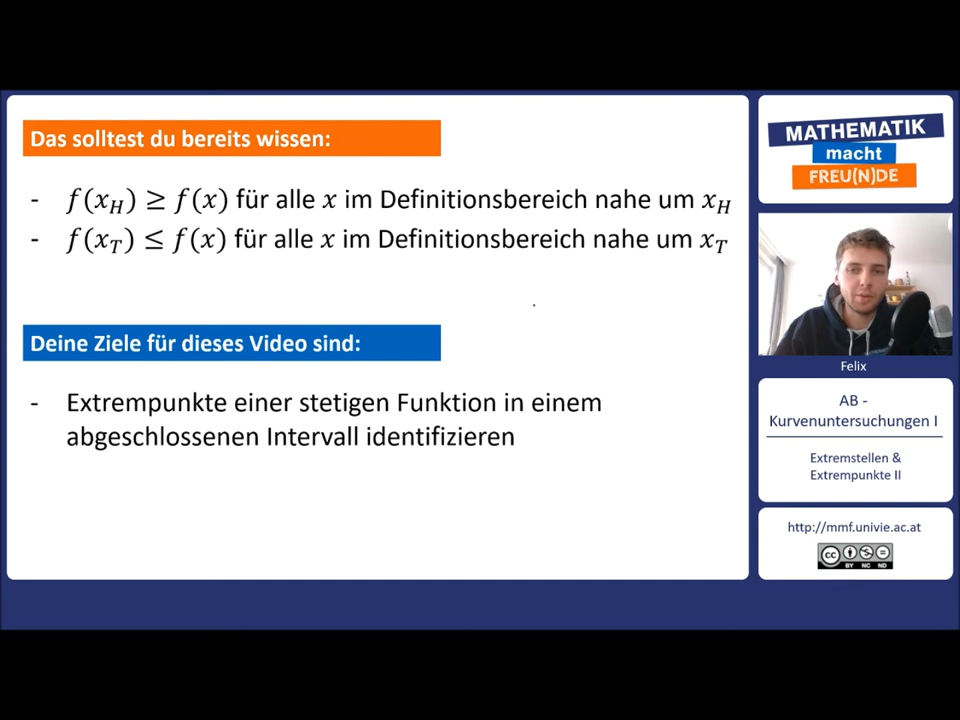 Das solltest du bereits wissen:
- f(x_H) ≥ f(x) für alle x im Definitionsbereich nahe um x_H
- f(x_T) ≤ f(x) für alle x im Definitionsbereich nahe um x_T
Deine Ziele für dieses Video sind:
- Extrempunkte einer stetigen Funktion in einem
abgeschlossenen Intervall identifizieren
MATHEMATIK
macht
FREU(N)DE
Felix
AB -
Kurvenuntersuchungen I
Extremstellen &
Extrempunkte II
http://mmf.univie.ac.at
cc
BY NC ND